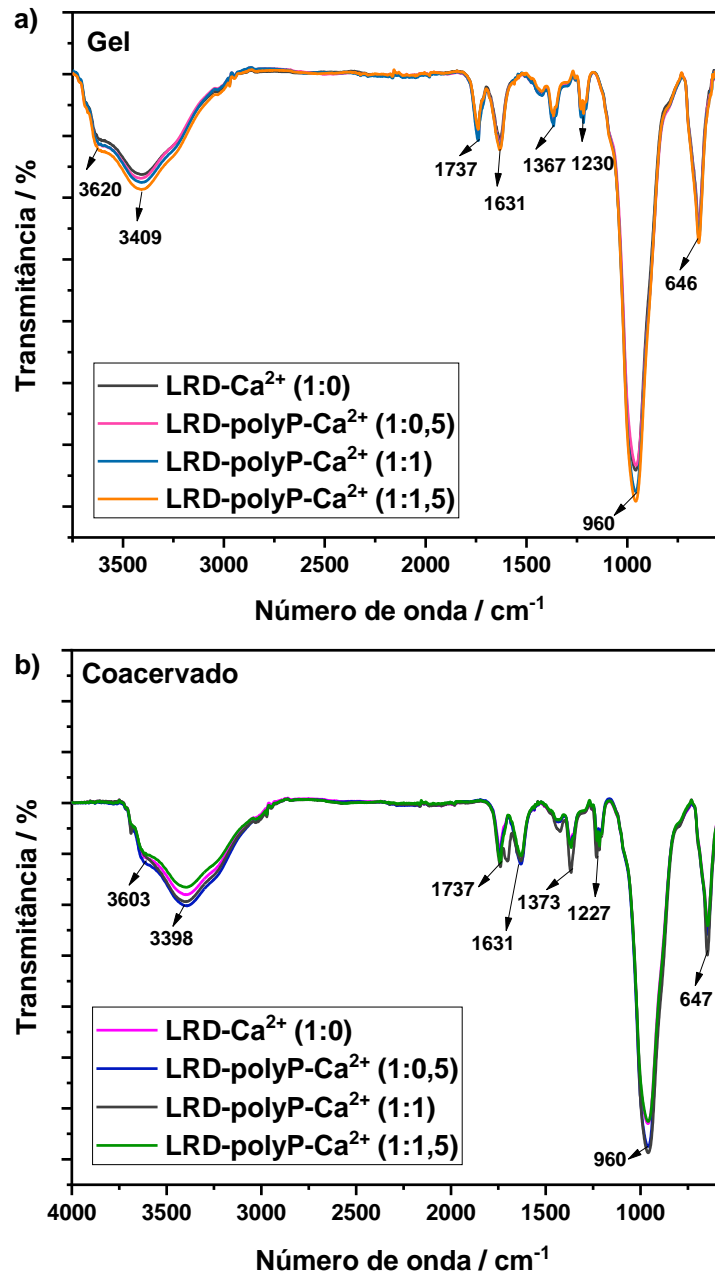 a)
Gel
Transmitância / %
3620
3409
1737
1631
1367
1230
646
960
LRD-Ca²⁺ (1:0)
LRD-polyP-Ca²⁺ (1:0,5)
LRD-polyP-Ca²⁺ (1:1)
LRD-polyP-Ca²⁺ (1:1,5)
3500 3000 2500 2000 1500 1000
Número de onda / cm⁻¹
b)
Coacervado
Transmitância / %
3603
3398
1737
1631
1373
1227
647
960
LRD-Ca²⁺ (1:0)
LRD-polyP-Ca²⁺ (1:0,5)
LRD-polyP-Ca²⁺ (1:1)
LRD-polyP-Ca²⁺ (1:1,5)
4000 3500 3000 2500 2000 1500 1000
Número de onda / cm⁻¹